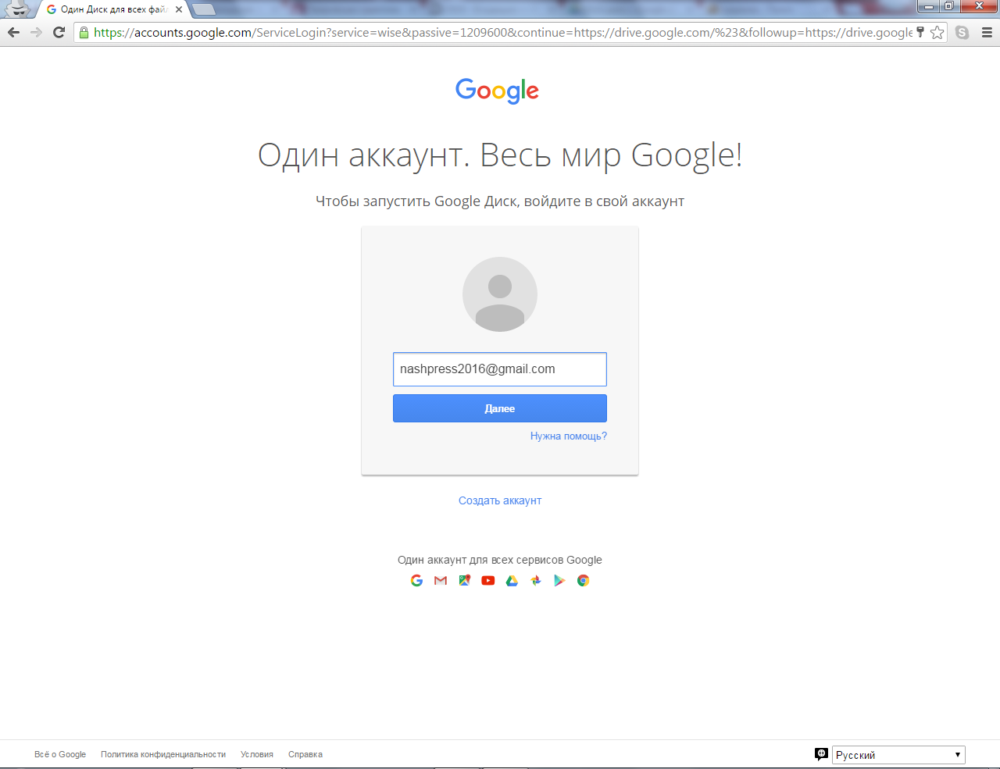 Один Диск для всех файл
https://accounts.google.com/ServiceLogin?service=wise&passive=1209600&continue=https://drive.google.com/%23&followup=https://drive.google
Google
Один аккаунт. Весь мир Google!
Чтобы запустить Google Диск, войдите в свой аккаунт
nashpress2016@gmail.com
Далее
Нужна помощь?
Создать аккаунт
Один аккаунт для всех сервисов Google
Всё о Google Политика конфиденциальности Условия Справка Русский